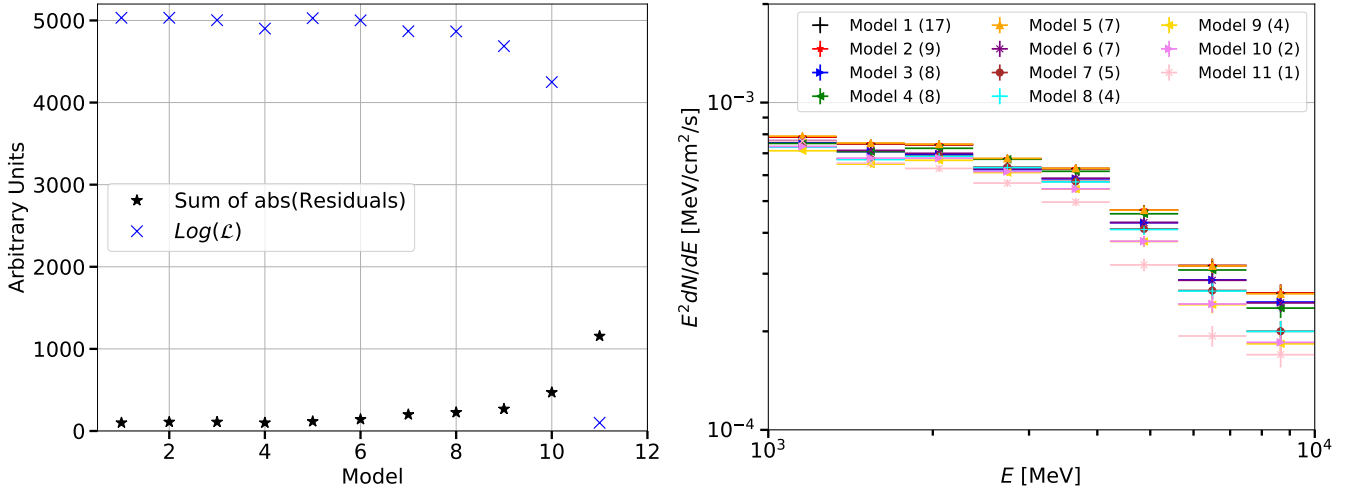 Arbitrary Units
5000
4000
3000
2000
1000
0
Sum of abs(Residuals)
Log(ℒ)
2
4
6
8
10
12
Model
E²dN/dE [MeV/cm²/s]
10⁻³
10⁻⁴
Model 1 (17)
Model 2 (9)
Model 3 (8)
Model 4 (8)
Model 5 (7)
Model 6 (7)
Model 7 (5)
Model 8 (4)
Model 9 (4)
Model 10 (2)
Model 11 (1)
10³
10⁴
E [MeV]